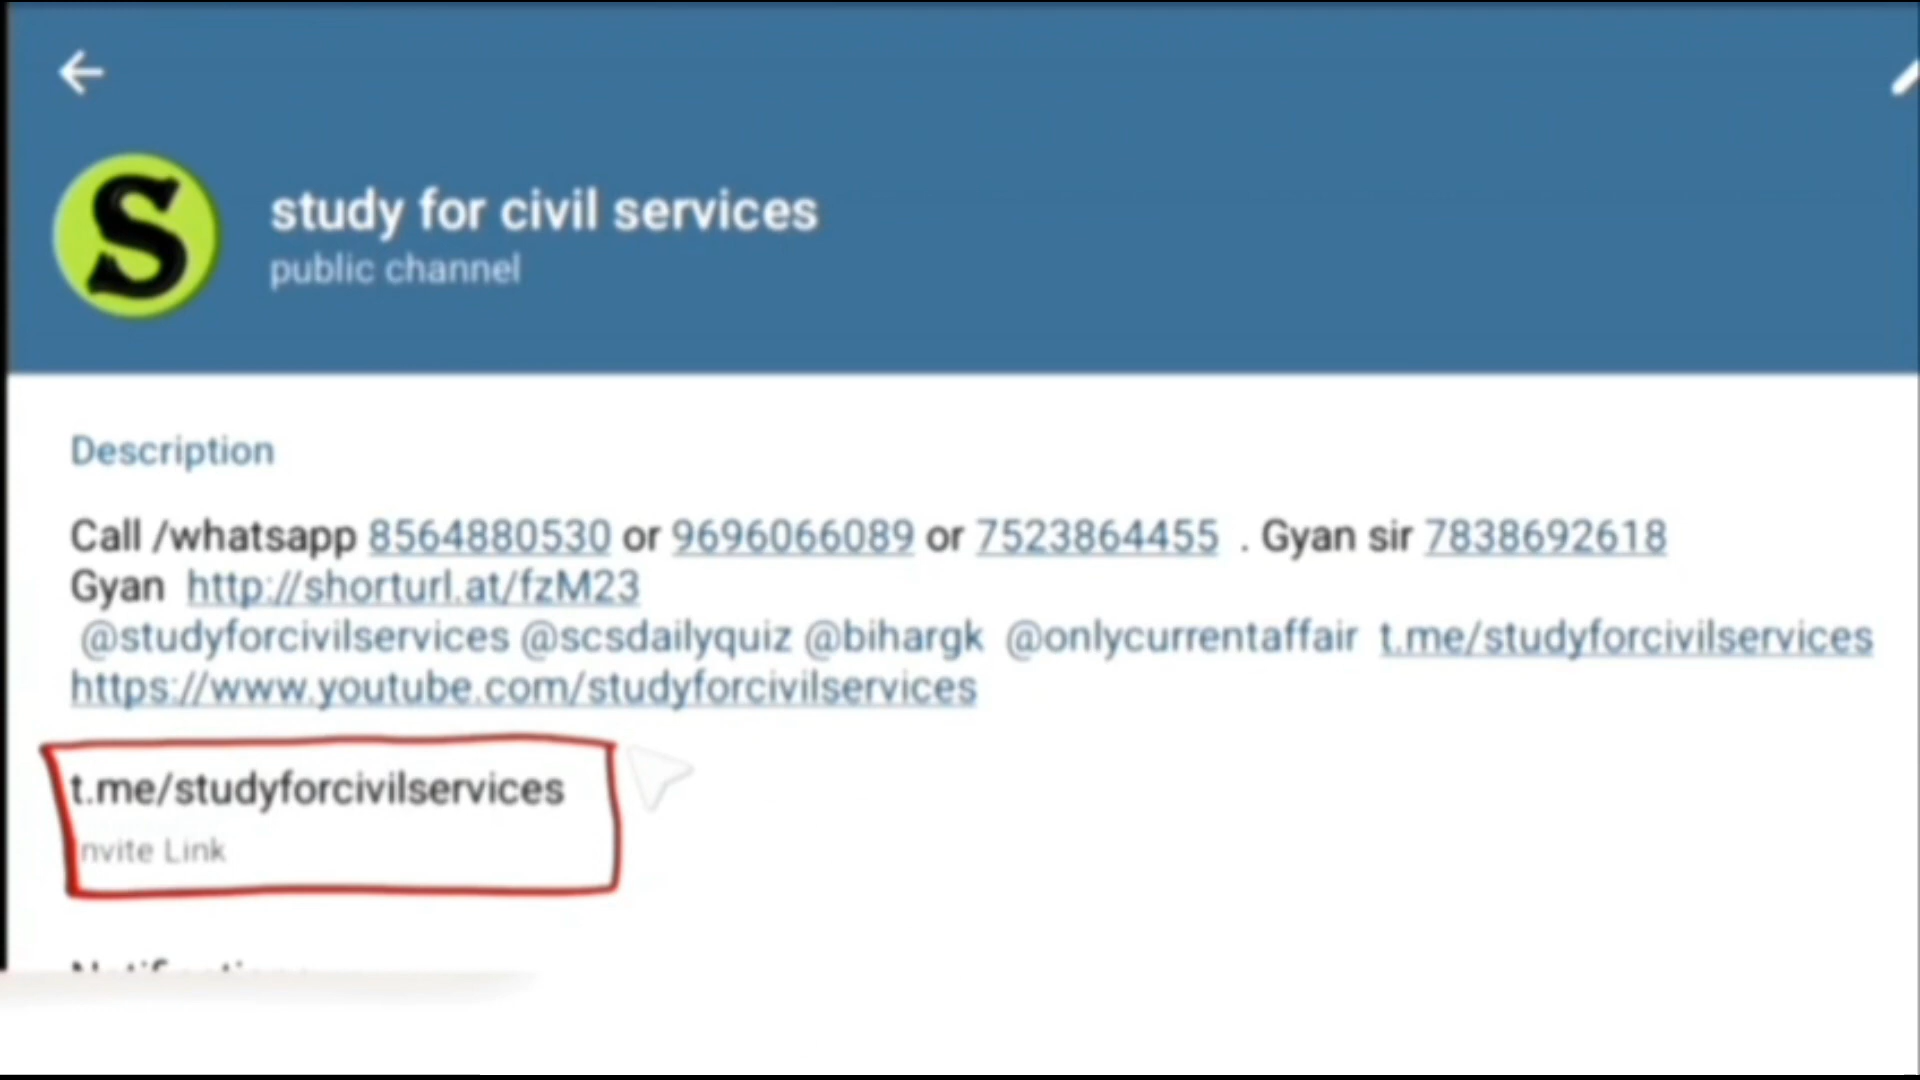 S
study for civil services
public channel
Description
Call /whatsapp 8564880530 or 9696066089 or 7523864455 . Gyan sir 7838692618
Gyan http://shorturl.at/fzM23
@studyforcivilservices @scsdailyquiz @bihargk @onlycurrentaffair t.me/studyforcivilservices
https://www.youtube.com/studyforcivilservices
t.me/studyforcivilservices
Invite Link